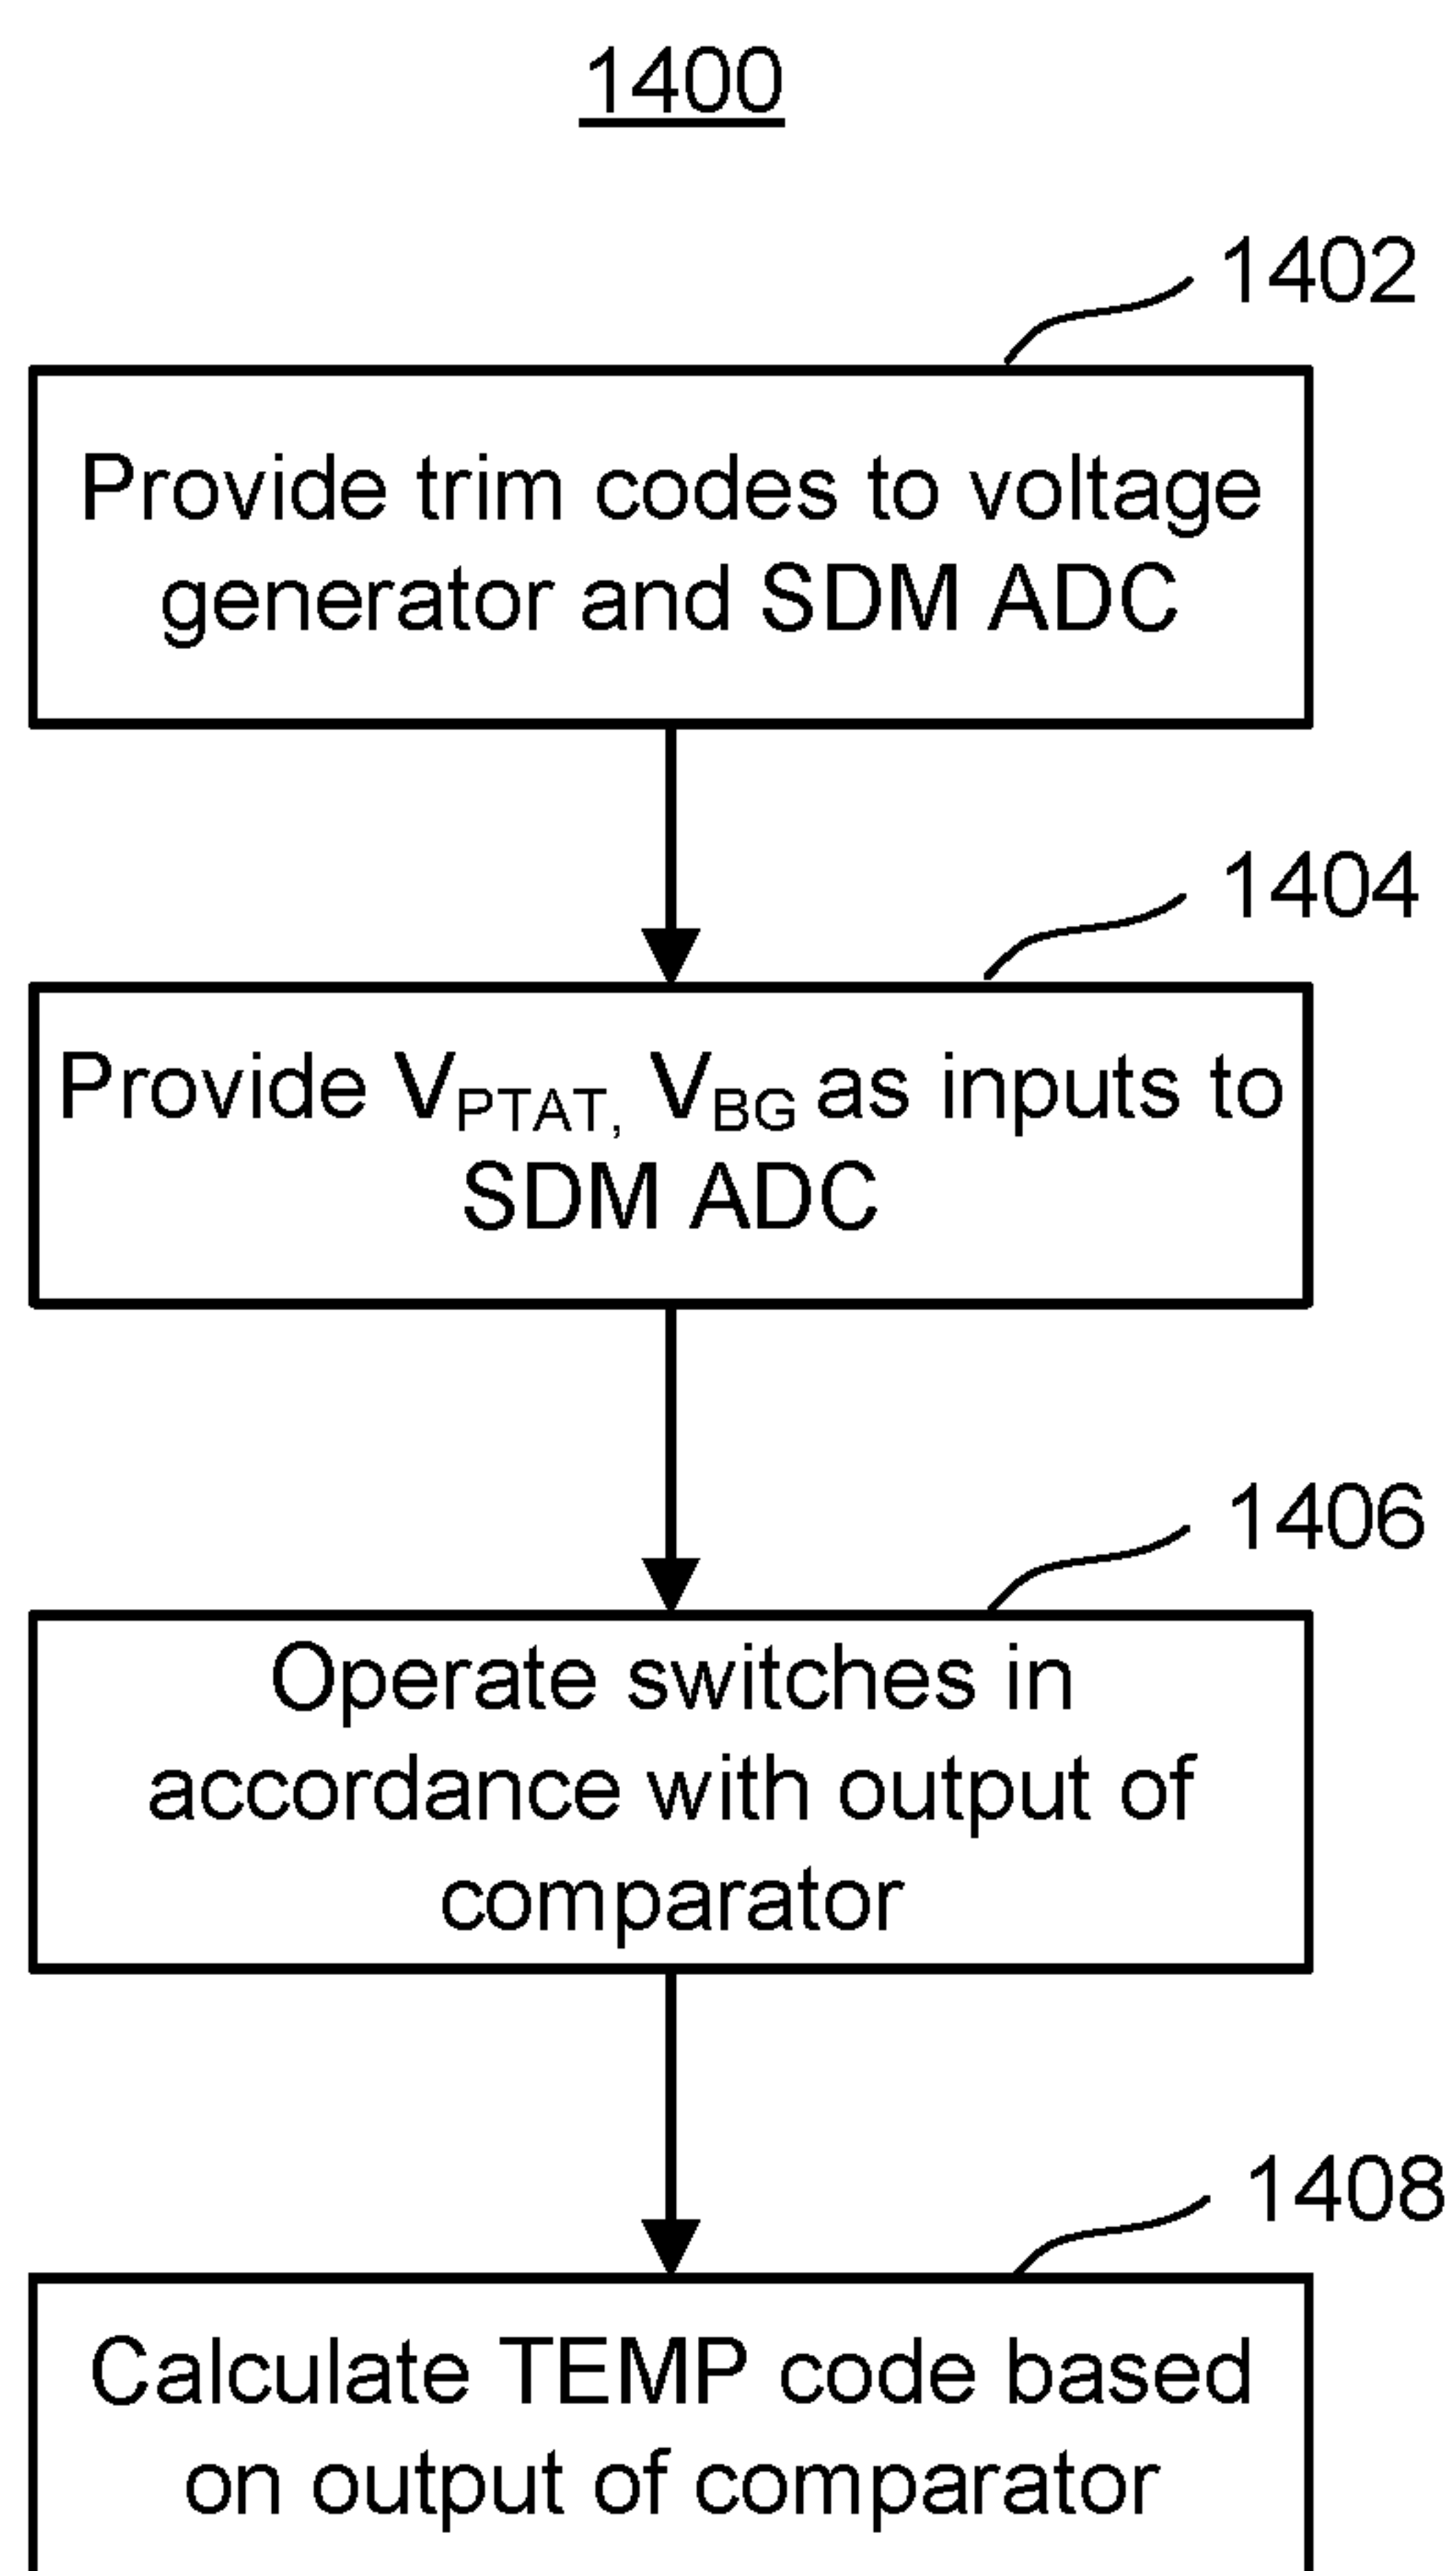 1400
1402
Provide trim codes to voltage
generator and SDM ADC
1404
Provide VPTAT, VBG as inputs to
SDM ADC
1406
Operate switches in
accordance with output of
comparator
1408
Calculate TEMP code based
on output of comparator